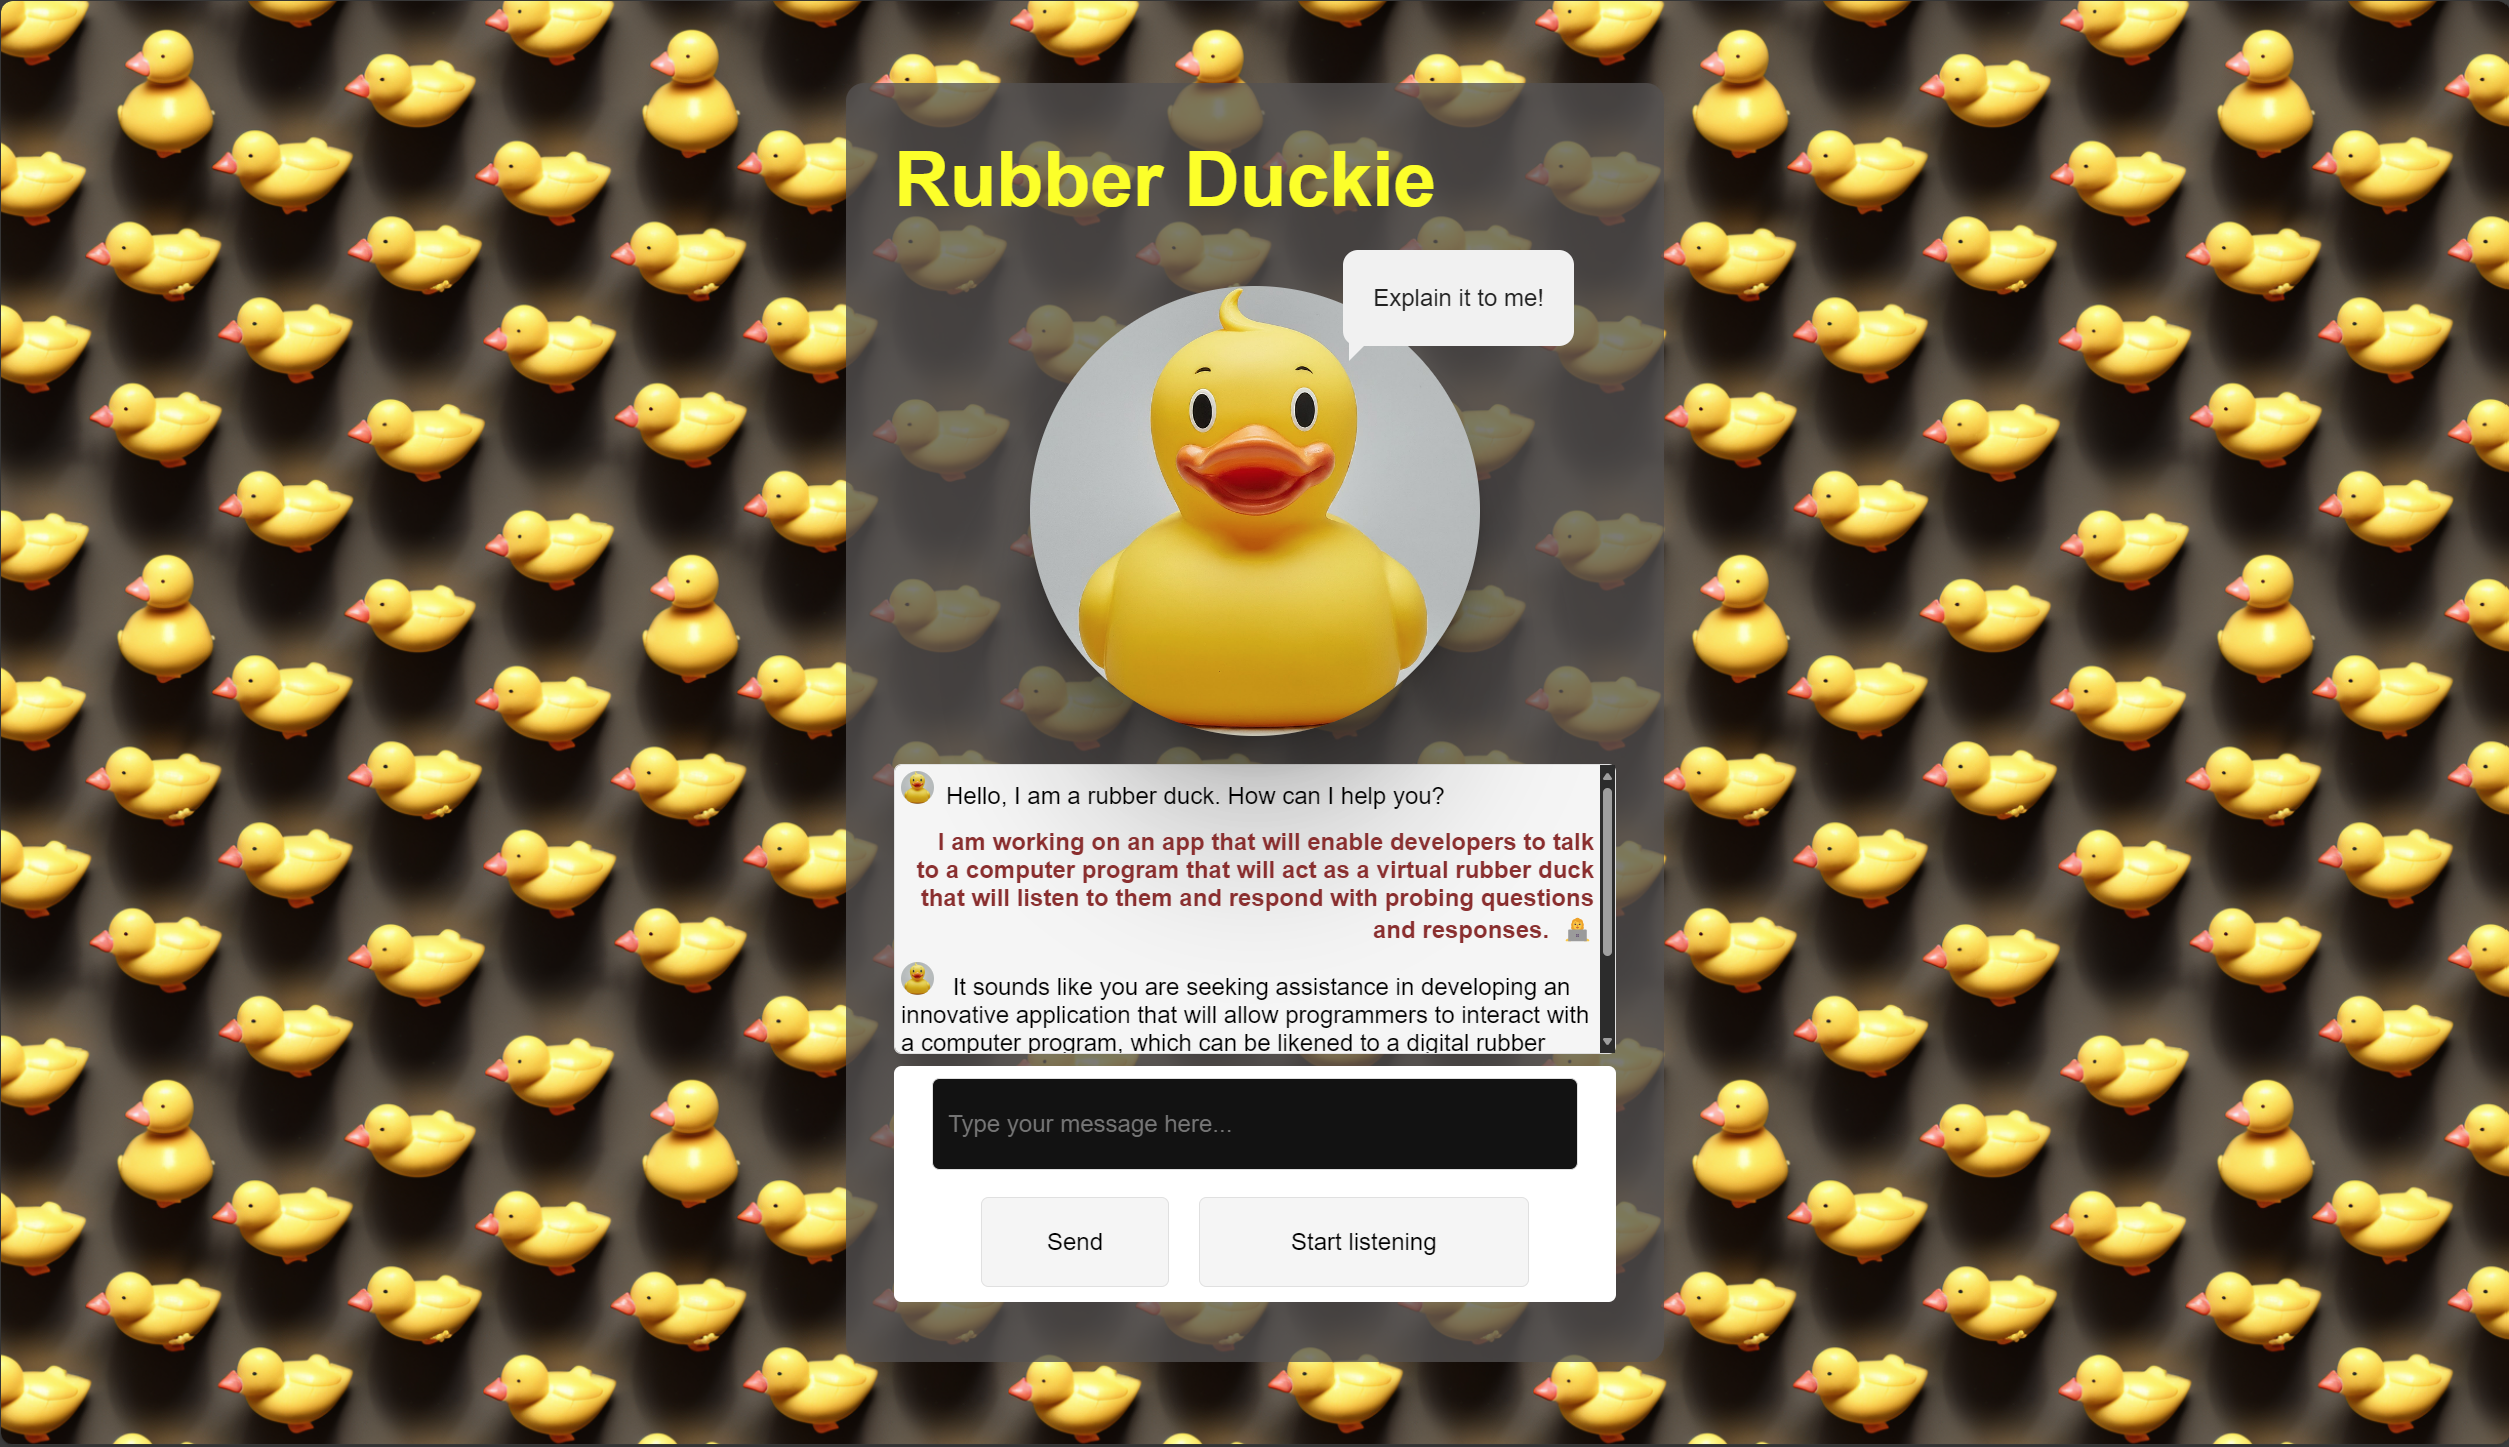 Rubber Duckie
Explain it to me!
Hello, I am a rubber duck. How can I help you?
I am working on an app that will enable developers to talk
to a computer program that will act as a virtual rubber duck
that will listen to them and respond with probing questions
and responses.
It sounds like you are seeking assistance in developing an
innovative application that will allow programmers to interact with
a computer program, which can be likened to a digital rubber
Type your message here...
Send
Start listening